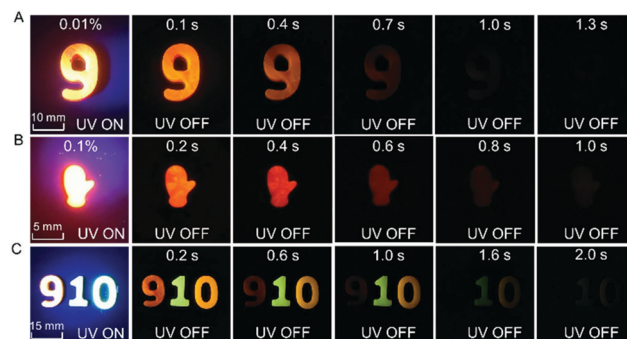 A
0.01%
0.1 s
0.4 s
0.7 s
1.0 s
1.3 s
9
9
9
9
9
10 mm
UV ON
UV OFF
UV OFF
UV OFF
UV OFF
UV OFF
B
0.1%
0.2 s
0.4 s
0.6 s
0.8 s
1.0 s
5 mm
UV ON
UV OFF
UV OFF
UV OFF
UV OFF
UV OFF
C
0.2 s
0.6 s
1.0 s
1.6 s
2.0 s
910
910
910
910
10
10
15 mm
UV ON
UV OFF
UV OFF
UV OFF
UV OFF
UV OFF